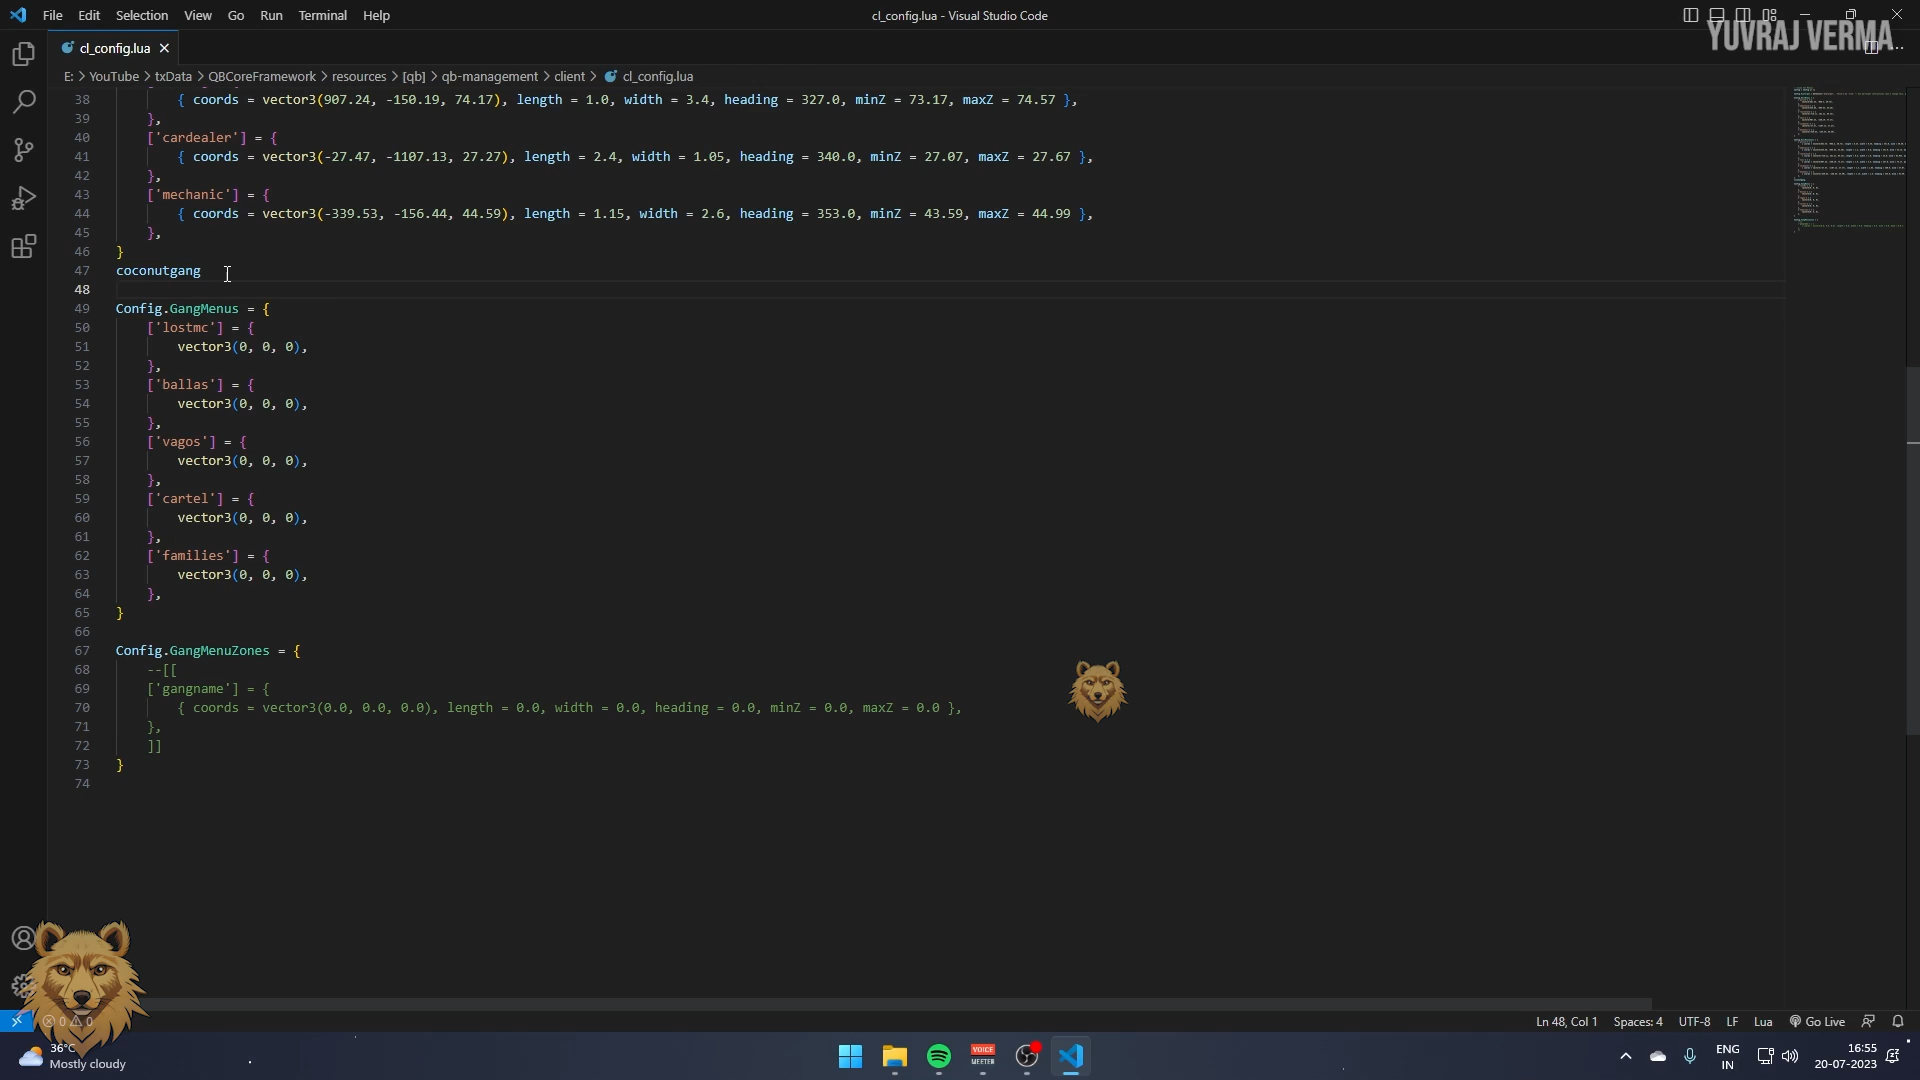 File Edit Selection View Go Run Terminal Help
cl_config.lua - Visual Studio Code
YUVRAJ VERMA
cl_config.lua
E: > YouTube > txData > QBCoreFramework > resources > [qb] > qb-management > client > cl_config.lua
38 { coords = vector3(907.24, -150.19, 74.17), length = 1.0, width = 3.4, heading = 327.0, minZ = 73.17, maxZ = 74.57 },
39 },
40 ['cardealer'] = {
41 { coords = vector3(-27.47, -1107.13, 27.27), length = 2.4, width = 1.05, heading = 340.0, minZ = 27.07, maxZ = 27.67 },
42 },
43 ['mechanic'] = {
44 { coords = vector3(-339.53, -156.44, 44.59), length = 1.15, width = 2.6, heading = 353.0, minZ = 43.59, maxZ = 44.99 },
45 },
46 }
47 coconutgang
48
49 Config.GangMenus = {
50 ['lostmc'] = {
51 vector3(0, 0, 0),
52 },
53 ['ballas'] = {
54 vector3(0, 0, 0),
55 },
56 ['vagos'] = {
57 vector3(0, 0, 0),
58 },
59 ['cartel'] = {
60 vector3(0, 0, 0),
61 },
62 ['families'] = {
63 vector3(0, 0, 0),
64 },
65 }
66
67 Config.GangMenuZones = {
68 --[[
69 ['gangname'] = {
70 { coords = vector3(0.0, 0.0, 0.0), length = 0.0, width = 0.0, heading = 0.0, minZ = 0.0, maxZ = 0.0 },
71 },
72 ]]
73 }
74
0 0
Ln 48, Col 1 Spaces: 4 UTF-8 LF Lua Go Live
36°C
Mostly cloudy
VOICE
MEETER
ENG
IN
16:55
20-07-2023